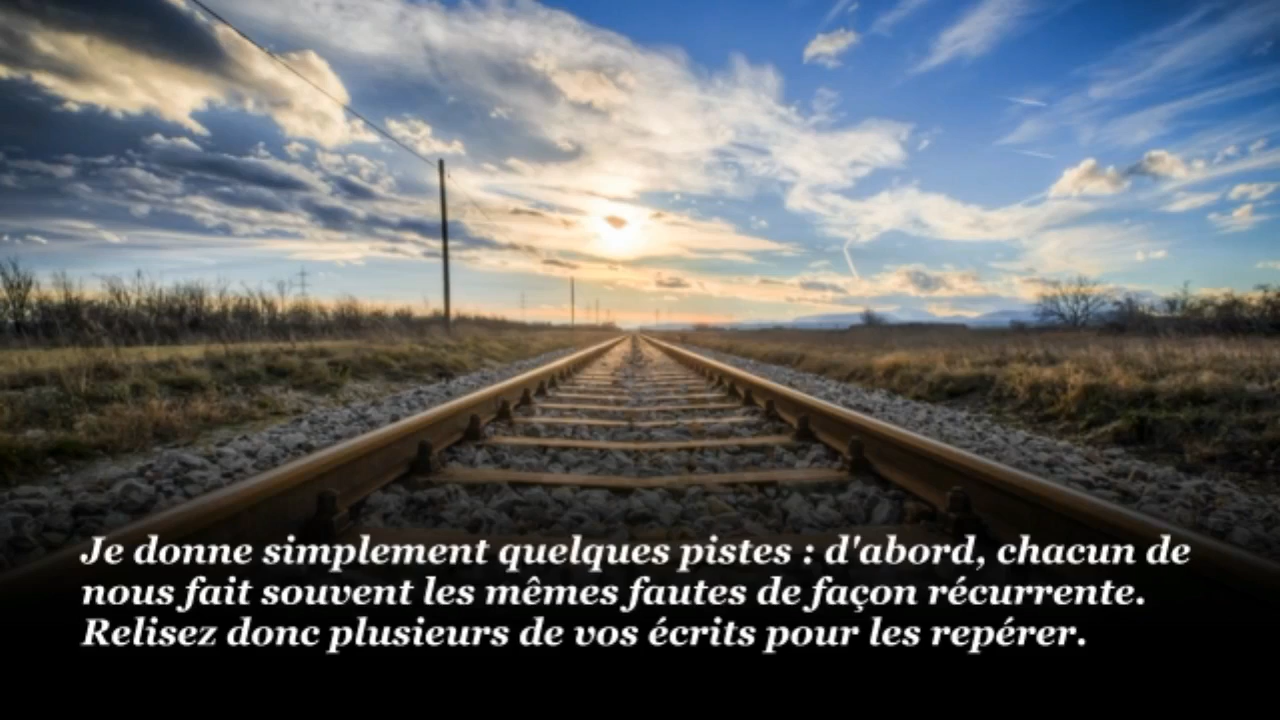 Je donne simplement quelques pistes : d'abord, chacun de
nous fait souvent les mêmes fautes de façon récurrente.
Relisez donc plusieurs de vos écrits pour les repérer.